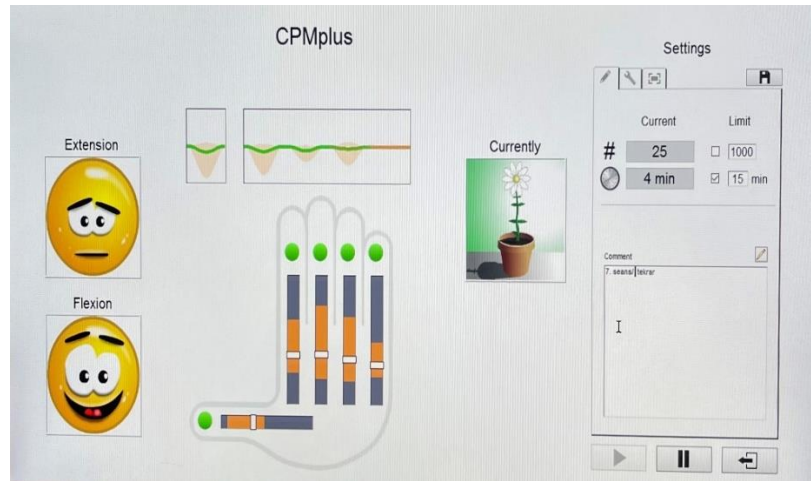 CPMplus
Settings
Current Limit
# 25 1000
4 min 15 min
Extension
Currently
Flexion
Comment
7. seans/tekrar